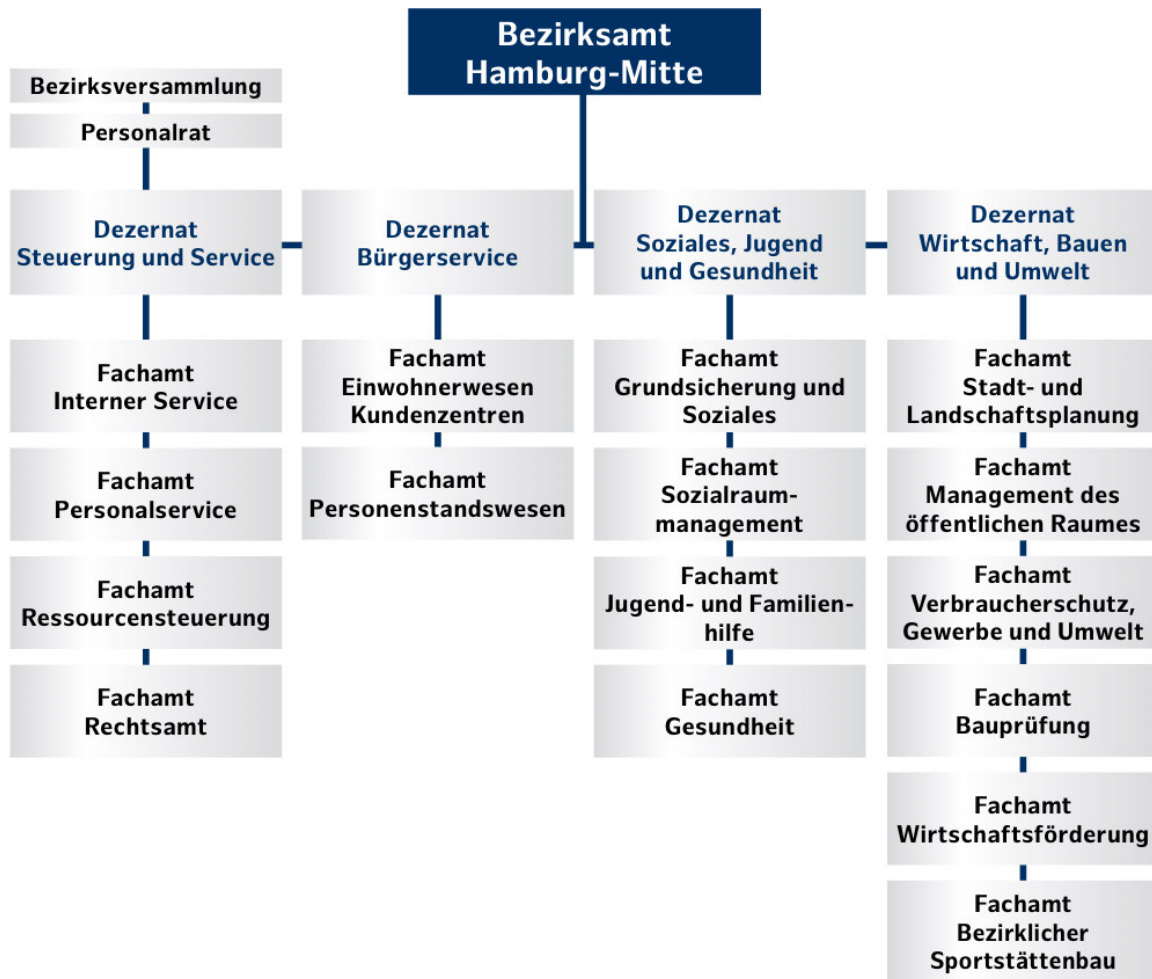 Bezirksamt
Hamburg-Mitte
Bezirksversammlung
Personalrat
Dezernat
Steuerung und Service
Dezernat
Bürgerservice
Dezernat
Soziales, Jugend
und Gesundheit
Dezernat
Wirtschaft, Bauen
und Umwelt
Fachamt
Interner Service
Fachamt
Personalservice
Fachamt
Ressourcensteuerung
Fachamt
Rechtsamt
Fachamt
Einwohnerwesen
Kundenzentren
Fachamt
Personenstandswesen
Fachamt
Grundsicherung und
Soziales
Fachamt
Sozialraum-
management
Fachamt
Jugend- und Familien-
hilfe
Fachamt
Gesundheit
Fachamt
Stadt- und
Landschaftsplanung
Fachamt
Management des
öffentlichen Raumes
Fachamt
Verbraucherschutz,
Gewerbe und Umwelt
Fachamt
Bauprüfung
Fachamt
Wirtschaftsförderung
Fachamt
Bezirklicher
Sportstättenbau